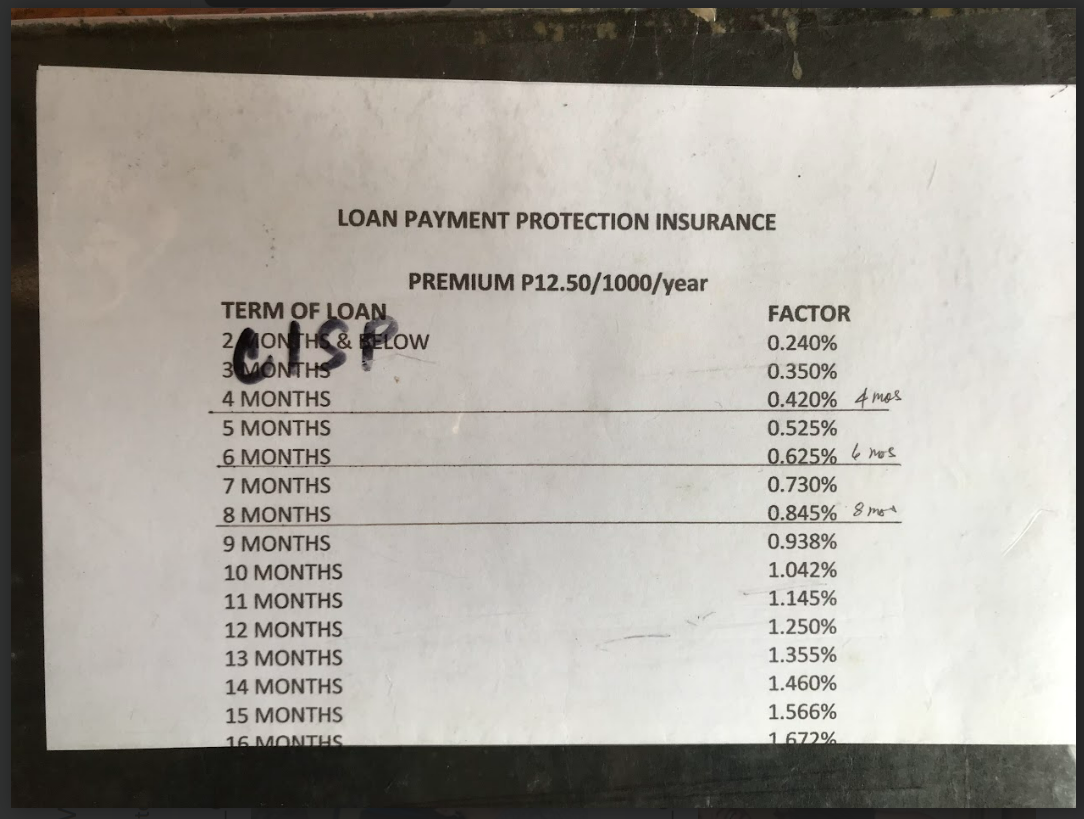 LOAN PAYMENT PROTECTION INSURANCE
PREMIUM P12.50/1000/year
TERM OF LOAN FACTOR
CISP
2 MONTHS & BELOW 0.240%
3 MONTHS 0.350%
4 MONTHS 0.420% 4 mos
5 MONTHS 0.525%
6 MONTHS 0.625% 6 mos
7 MONTHS 0.730%
8 MONTHS 0.845% 8 mos
9 MONTHS 0.938%
10 MONTHS 1.042%
11 MONTHS 1.145%
12 MONTHS 1.250%
13 MONTHS 1.355%
14 MONTHS 1.460%
15 MONTHS 1.566%
16 MONTHS 1.672%